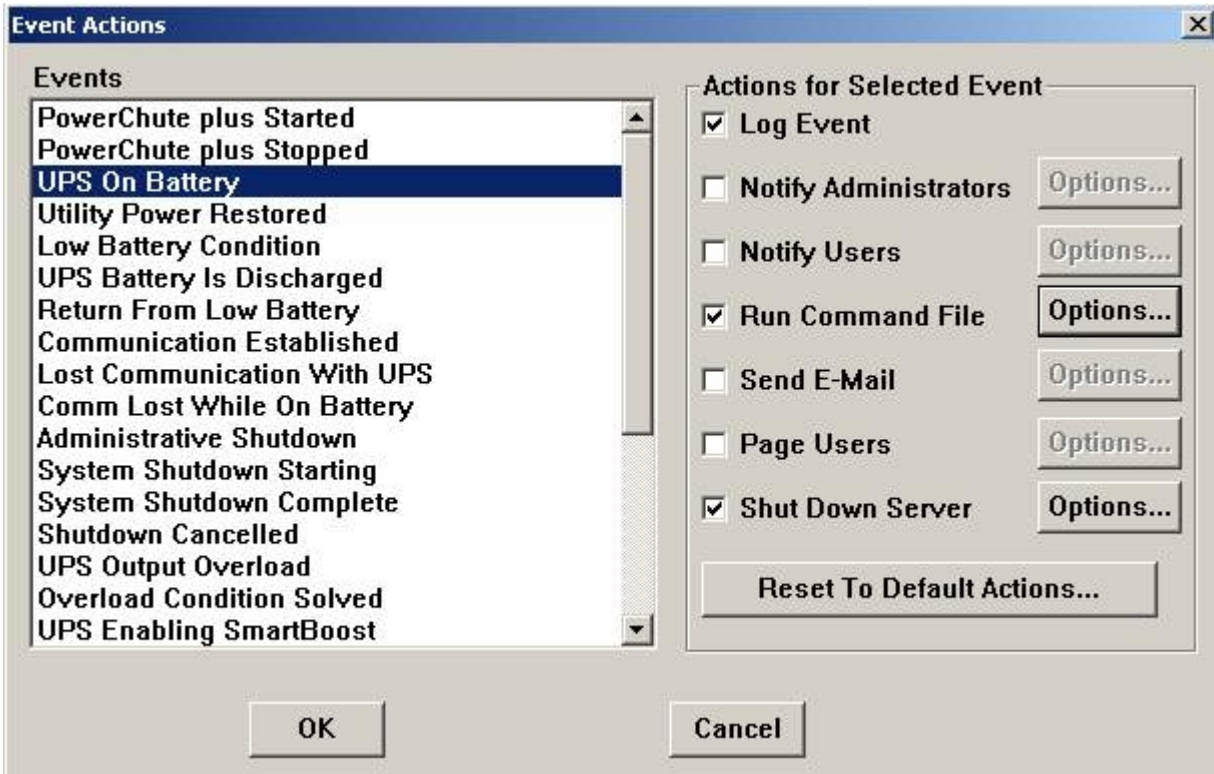 Event Actions
Events
PowerChute plus Started
PowerChute plus Stopped
UPS On Battery
Utility Power Restored
Low Battery Condition
UPS Battery Is Discharged
Return From Low Battery
Communication Established
Lost Communication With UPS
Comm Lost While On Battery
Administrative Shutdown
System Shutdown Starting
System Shutdown Complete
Shutdown Cancelled
UPS Output Overload
Overload Condition Solved
UPS Enabling SmartBoost
Actions for Selected Event
Log Event
Notify Administrators Options...
Notify Users Options...
Run Command File Options...
Send E-Mail Options...
Page Users Options...
Shut Down Server Options...
Reset To Default Actions...
OK Cancel